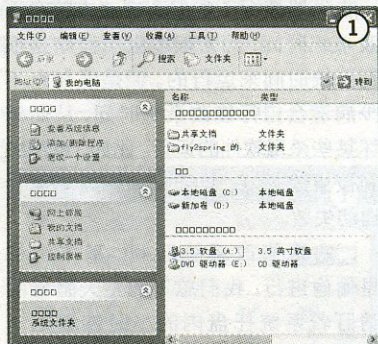 □□□□
1
文件(F) 编辑(E) 查看(V) 收藏(A) 工具(T) 帮助(H)
后退 搜索 文件夹
地址(D) 我的电脑 转到
名称 类型
□□□□
查看系统信息
添加/删除程序
更改一个设置
□□□□
网上邻居
我的文档
共享文档
控制面板
□□□□
□□□□
系统文件夹
□□□□□□□□□□□□
共享文档 文件夹
fly2spring 的. 文件夹
□□
本地磁盘 (C:) 本地磁盘
新加卷 (D:) 本地磁盘
□□□□□□□□□
3.5 软盘 (A:) 3.5 英寸软盘
DVD 驱动器 (E:) CD 驱动器